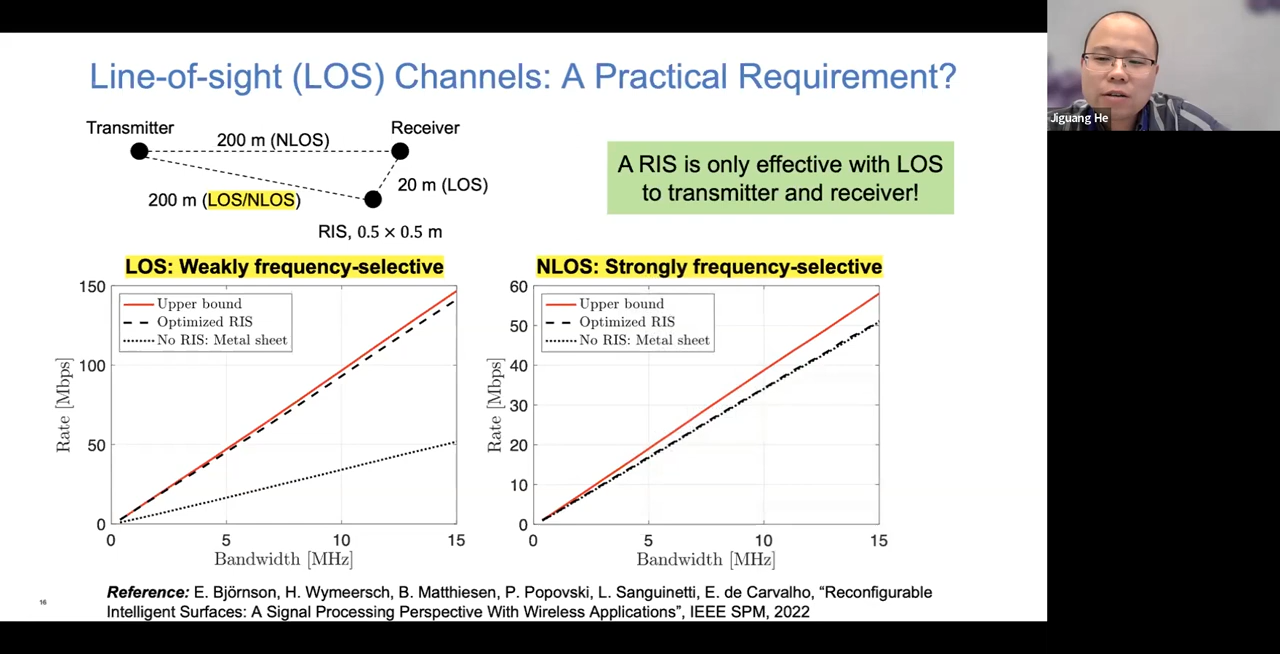 Line-of-sight (LOS) Channels: A Practical Requirement?
Jiguang He
Transmitter
Receiver
200 m (NLOS)
20 m (LOS)
200 m (LOS/NLOS)
RIS, 0.5 × 0.5 m
A RIS is only effective with LOS
to transmitter and receiver!
LOS: Weakly frequency-selective
150
100
50
0
Rate [Mbps]
Upper bound
Optimized RIS
No RIS: Metal sheet
0 5 10 15
Bandwidth [MHz]
NLOS: Strongly frequency-selective
60
50
40
30
20
10
0
Rate [Mbps]
Upper bound
Optimized RIS
No RIS: Metal sheet
0 5 10 15
Bandwidth [MHz]
Reference: E. Björnson, H. Wymeersch, B. Matthiesen, P. Popovski, L. Sanguinetti, E. de Carvalho, “Reconfigurable
Intelligent Surfaces: A Signal Processing Perspective With Wireless Applications”, IEEE SPM, 2022
16